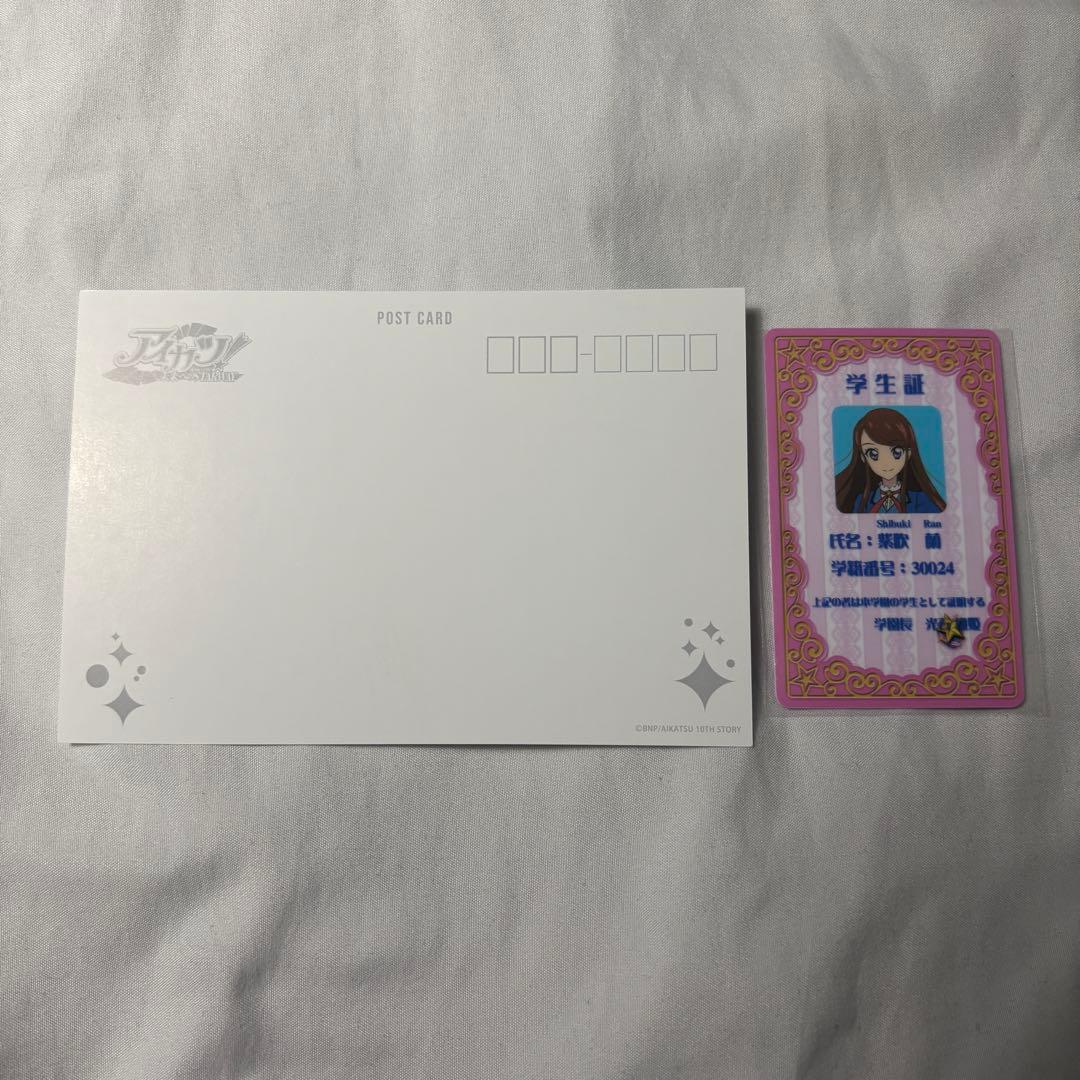 POST CARD
アイカツ!
©BNP/AIKATSU 10TH STORY
学生証
Shibuki Ran
氏名：紫吹 蘭
学籍番号：30024
上記の者は本学園の学生として証明する
学園長 光
姫